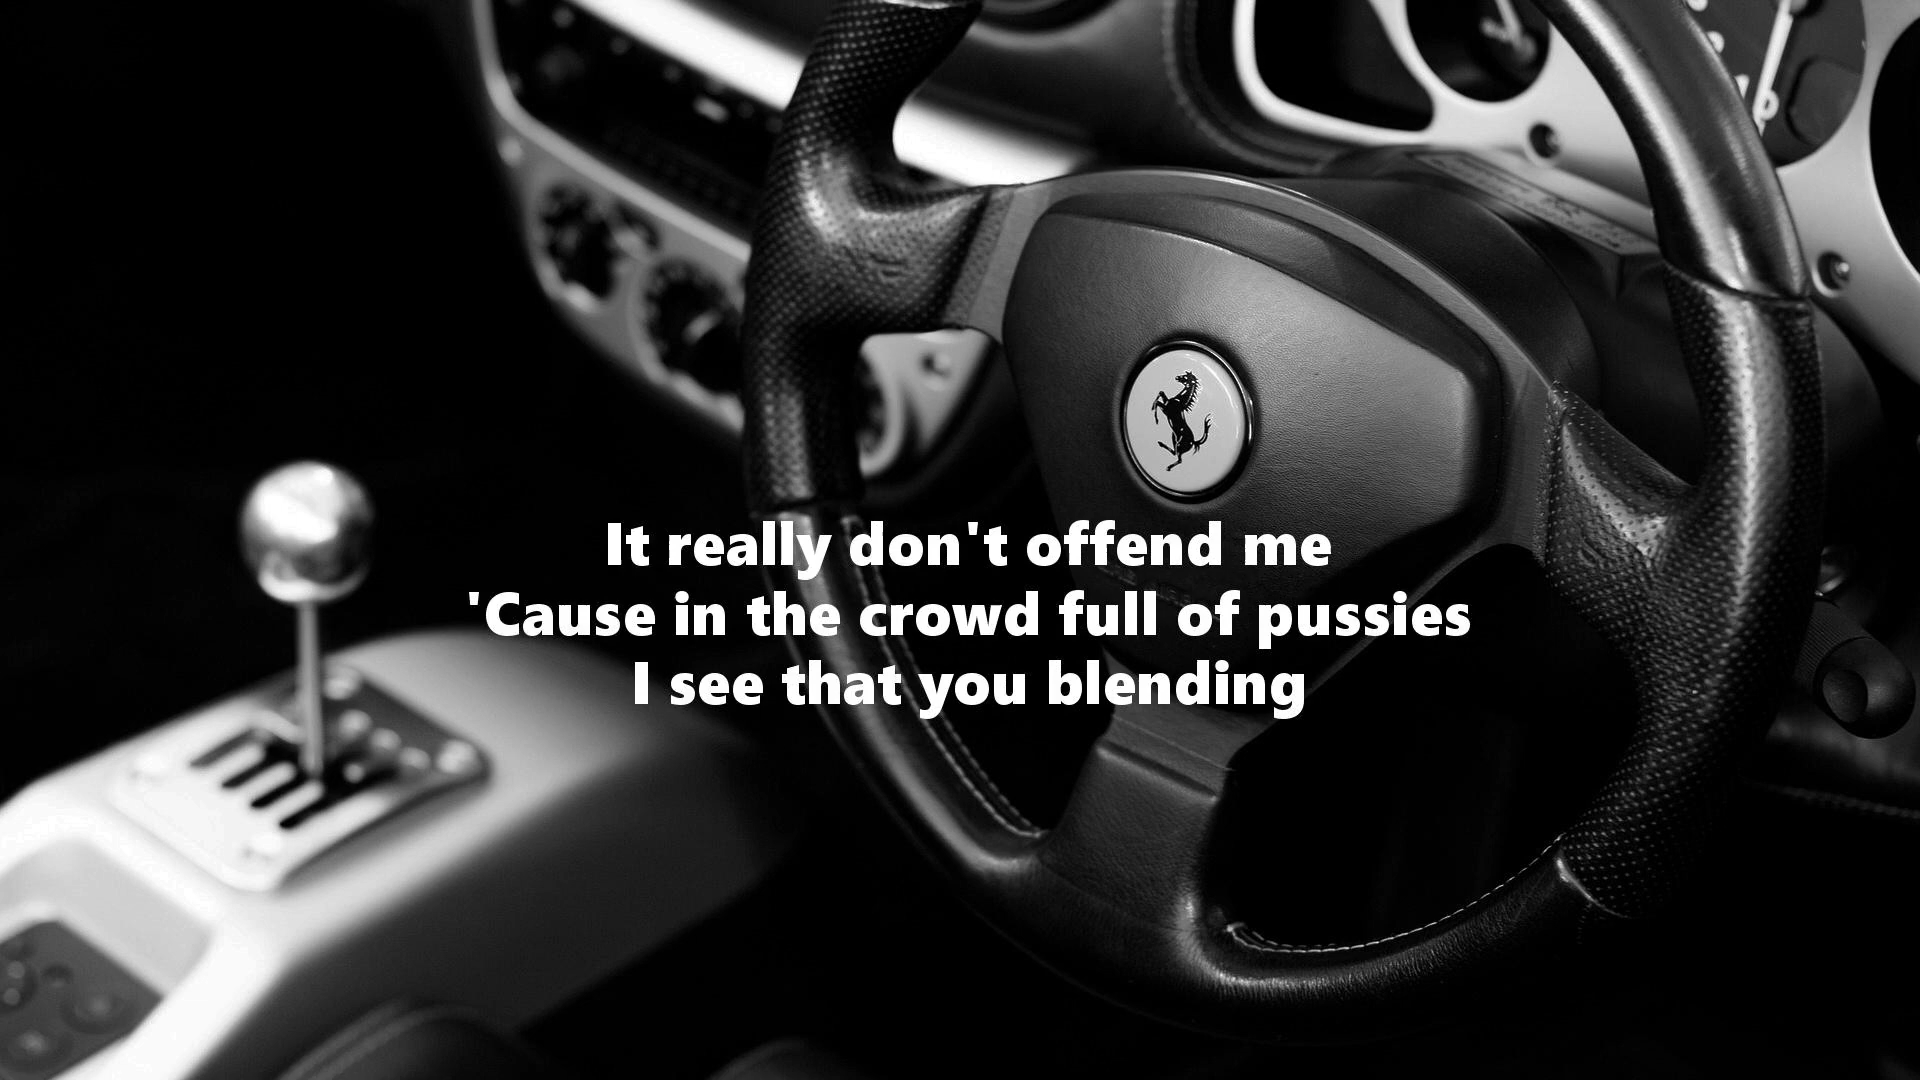 It really don't offend me
'Cause in the crowd full of pussies
I see that you blending